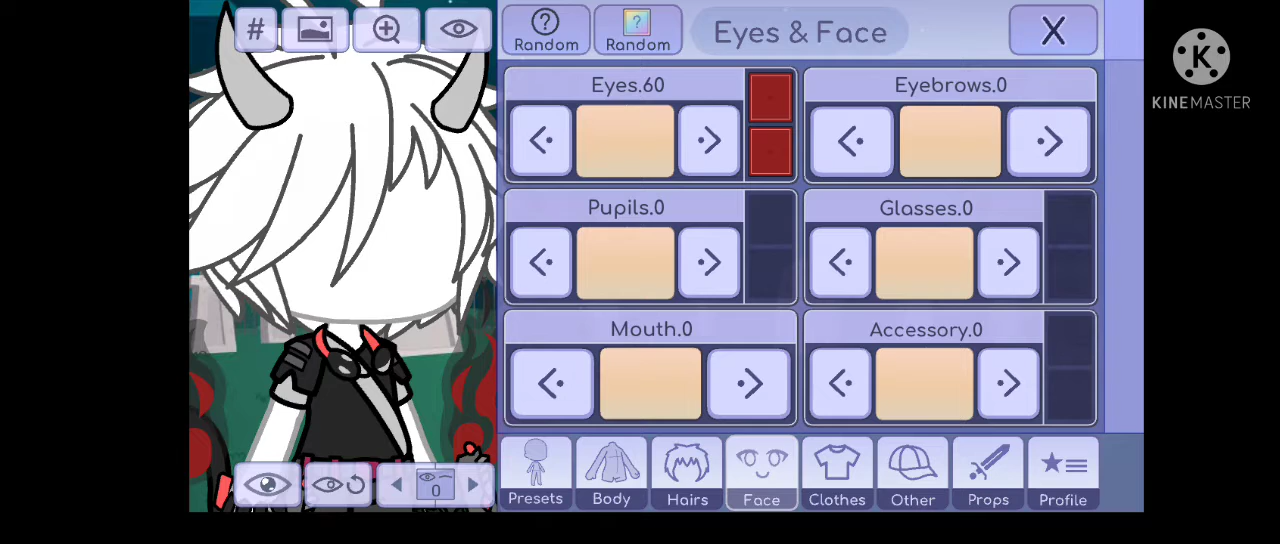 #
Random
Random
Eyes & Face
X
K
KINEMASTER
Eyes.60
Eyebrows.0
Pupils.0
Glasses.0
Mouth.0
Accessory.0
0
Presets
Body
Hairs
Face
Clothes
Other
Props
Profile